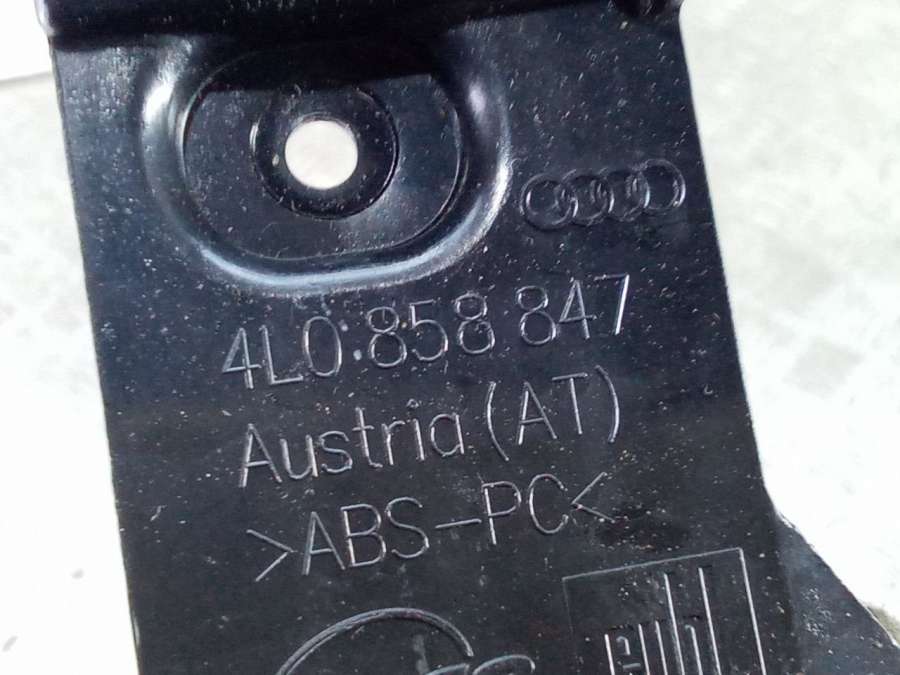 4L0 858 847
Austria (AT)
>ABS-PC<